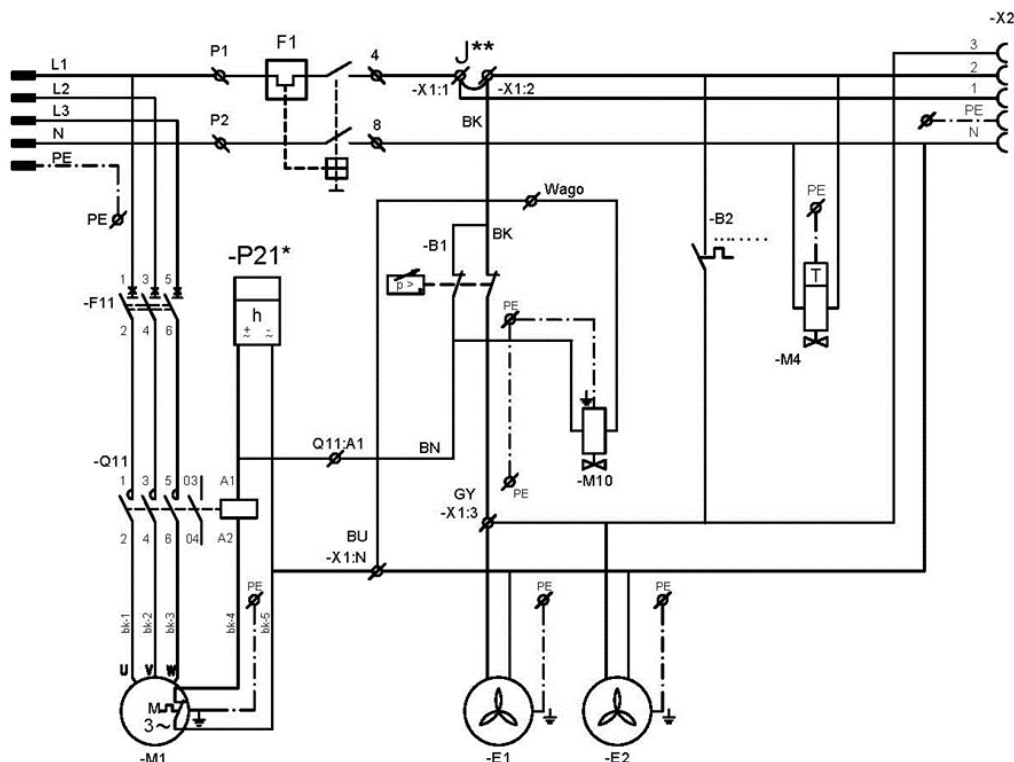 -X2
F1
J**
P1
4
3
L1
2
L2
-X1:1
-X1:2
1
L3
P2
8
BK
PE
N
N
PE
Wago
PE
PE
-B2
-B1
BK
-P21*
1 3 5
p >
T
-F11
h
PE
+ -
~ ~
2 4 6
-M4
Q11:A1
BN
-Q11
-M10
1 3 5 03 A1
GY
PE
-X1:3
2 4 6 04 A2
BU
-X1:N
PE
PE
PE
bk-1
bk-2
bk-3
bk-4
bk-5
U V W
M
3~
-M1
-E1
-E2